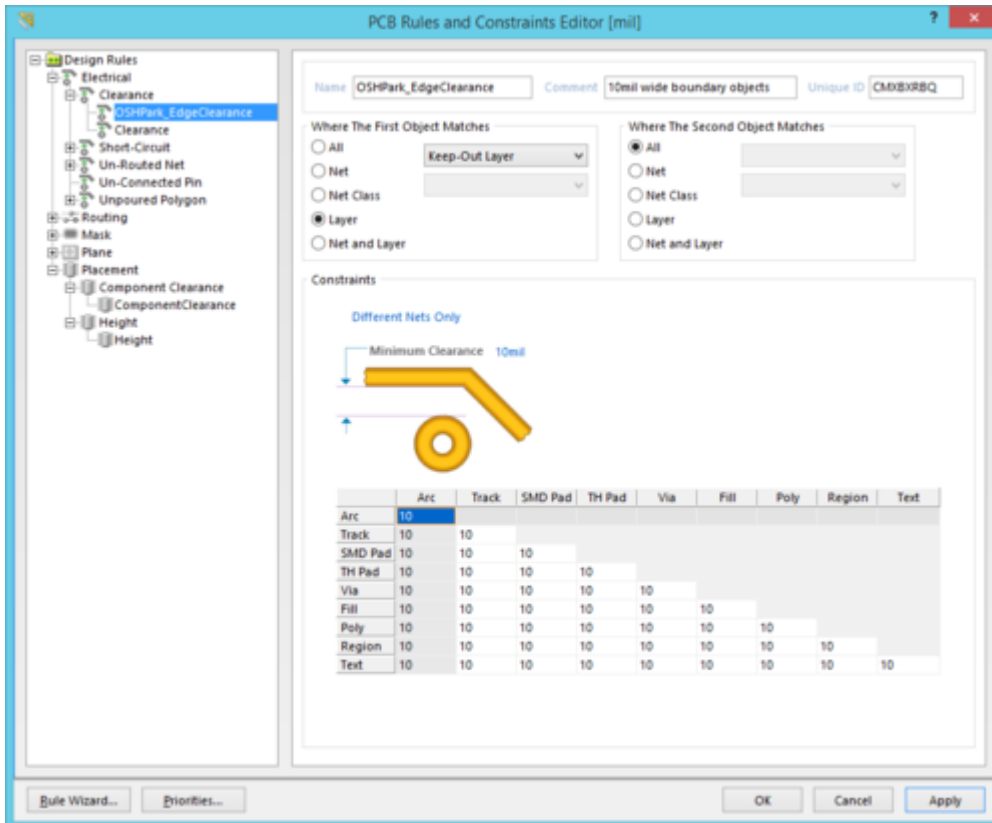 PCB Rules and Constraints Editor [mil]
?
×
Design Rules
Electrical
Clearance
OSHPark_EdgeClearance
Clearance
Short-Circuit
Un-Routed Net
Un-Connected Pin
Unpoured Polygon
Routing
Mask
Plane
Placement
Component Clearance
ComponentClearance
Height
Height
Name OSHPark_EdgeClearance Comment 10mil wide boundary objects Unique ID CMXBXRBQ
Where The First Object Matches
All
Net
Net Class
Layer
Net and Layer
Keep-Out Layer
Where The Second Object Matches
All
Net
Net Class
Layer
Net and Layer
Constraints
Different Nets Only
Minimum Clearance 10mil
Arc Track SMD Pad TH Pad Via Fill Poly Region Text
Arc 10
Track 10 10
SMD Pad 10 10 10
TH Pad 10 10 10 10
Via 10 10 10 10 10
Fill 10 10 10 10 10 10
Poly 10 10 10 10 10 10 10
Region 10 10 10 10 10 10 10 10
Text 10 10 10 10 10 10 10 10 10
Rule Wizard... Priorities... OK Cancel Apply